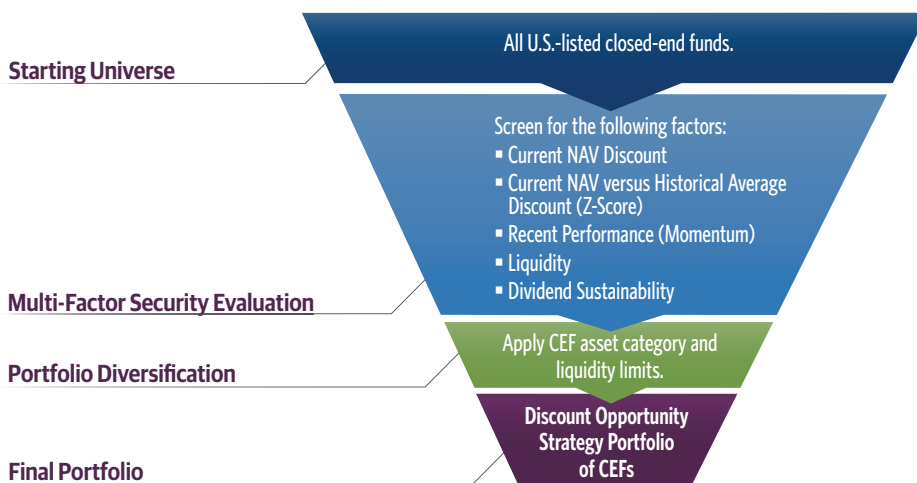 All U.S.-listed closed-end funds.
Starting Universe
Screen for the following factors:
▪ Current NAV Discount
▪ Current NAV versus Historical Average
Discount (Z-Score)
▪ Recent Performance (Momentum)
▪ Liquidity
▪ Dividend Sustainability
Multi-Factor Security Evaluation
Apply CEF asset category and
liquidity limits.
Portfolio Diversification
Discount Opportunity
Strategy Portfolio
of CEFs
Final Portfolio